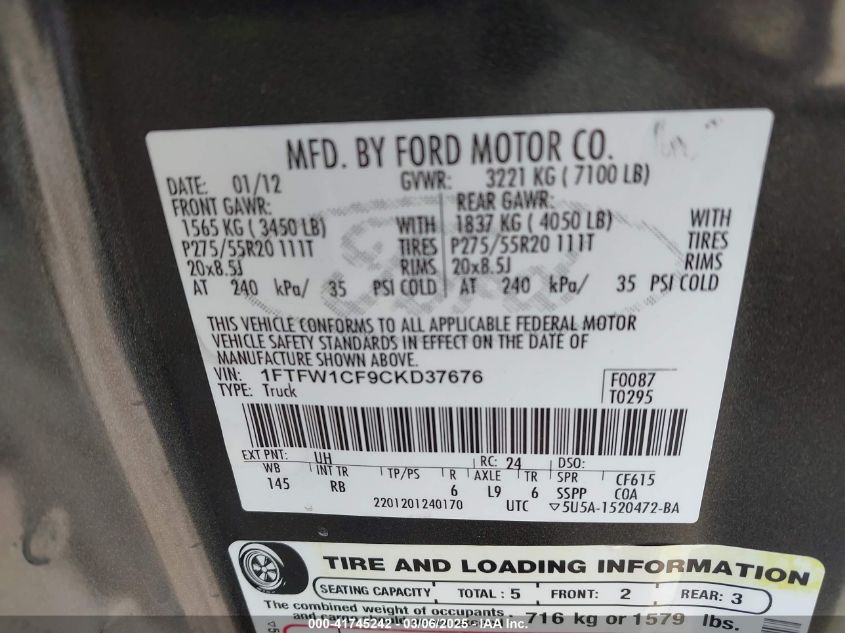 MFD. BY FORD MOTOR CO.
DATE: 01/12 GVWR: 3221 KG ( 7100 LB)
FRONT GAWR: REAR GAWR:
1565 KG ( 3450 LB) WITH 1837 KG ( 4050 LB) WITH
P275/55R20 111T TIRES P275/55R20 111T TIRES
20x8.5J RIMS 20x8.5J RIMS
AT 240 kPa/ 35 PSI COLD AT 240 kPa/ 35 PSI COLD
THIS VEHICLE CONFORMS TO ALL APPLICABLE FEDERAL MOTOR
VEHICLE SAFETY STANDARDS IN EFFECT ON THE DATE OF
MANUFACTURE SHOWN ABOVE.
VIN: 1FTFW1CF9CKD37676 F0087
TYPE: Truck T0295
EXT PNT: UH RC: 24 DSO:
WB INT TR TP/PS R AXLE TR SPR CF615
145 RB 6 L9 6 SSPP COA
2201201240170 UTC ▽5U5A-1520472-BA
TIRE AND LOADING INFORMATION
SEATING CAPACITY TOTAL : 5 FRONT: 2 REAR: 3
The combined weight of occupants 716 kg or 1579 lbs.
000-41745242 - 03/06/2025 - IAA Inc.